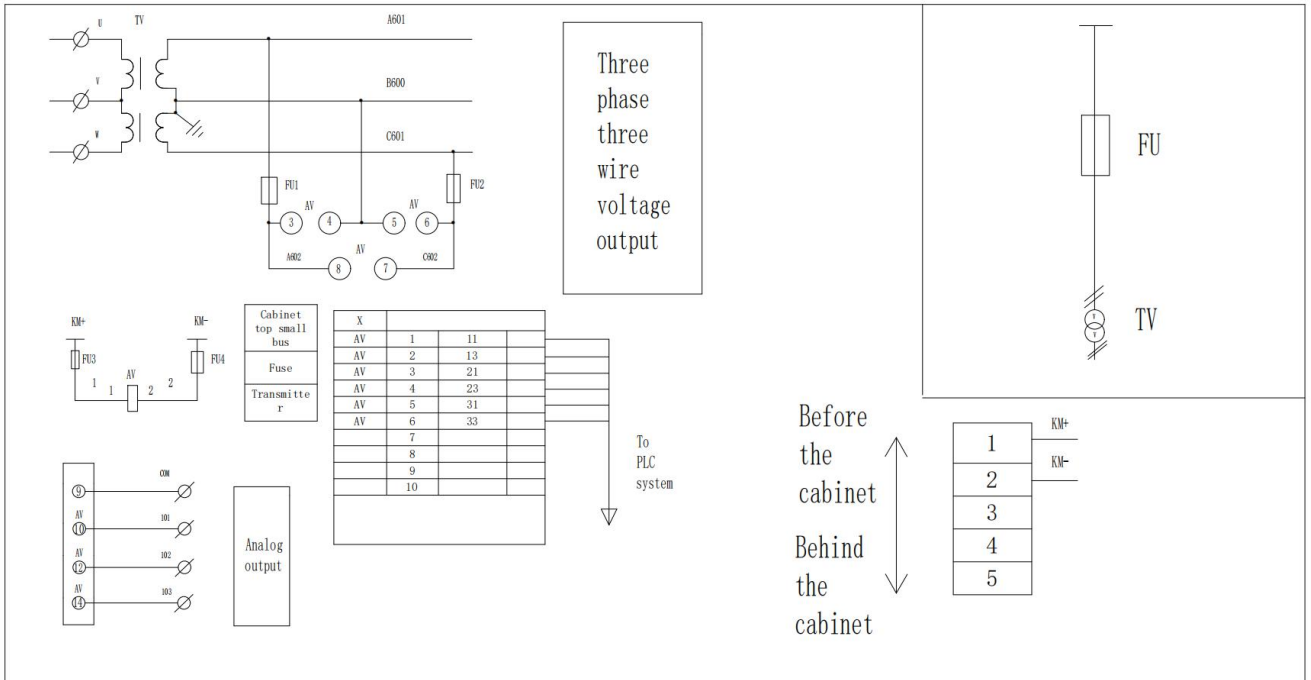 U
TV
A601
V
B600
W
C601
FU1
FU2
AV
AV
3
4
5
6
A602
AV
C602
8
7
Three
phase
three
wire
voltage
output
FU
TV
Y
Y
KM+
KM-
FU3
FU4
AV
1
1
2
2
Cabinet
top small
bus
Fuse
Transmitte
r
X
AV 1 11
AV 2 13
AV 3 21
AV 4 23
AV 5 31
AV 6 33
7
8
9
10
To
PLC
system
9
COM
AV
10
101
AV
12
102
AV
14
103
Analog
output
Before
the
cabinet
Behind
the
cabinet
1
KM+
2
KM-
3
4
5